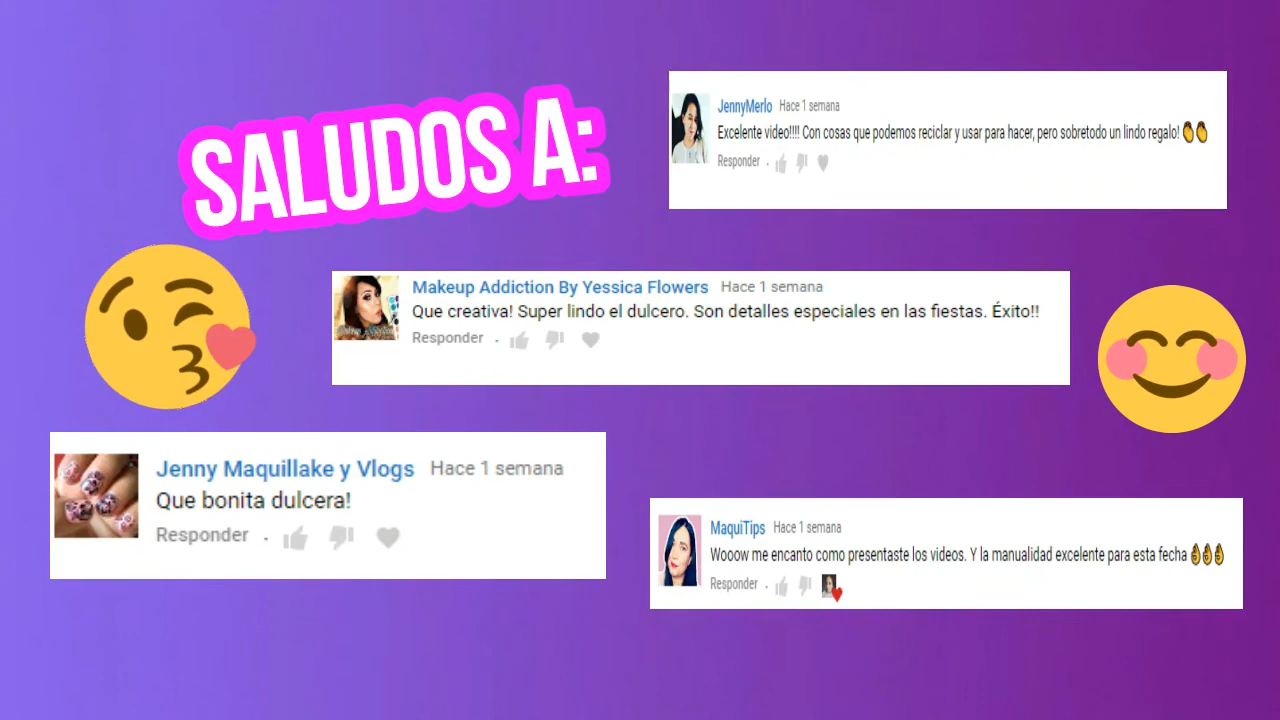 SALUDOS A:
JennyMerlo Hace 1 semana
Excelente video!!!! Con cosas que podemos reciclar y usar para hacer, pero sobretodo un lindo regalo! 👏👏
Responder
Makeup Addiction By Yessica Flowers Hace 1 semana
Que creativa! Super lindo el dulcero. Son detalles especiales en las fiestas. Éxito!!
Responder
Jenny Maquillake y Vlogs Hace 1 semana
Que bonita dulcera!
Responder
MaquiTips Hace 1 semana
Wooow me encanto como presentaste los videos. Y la manualidad excelente para esta fecha 👌👌👌
Responder